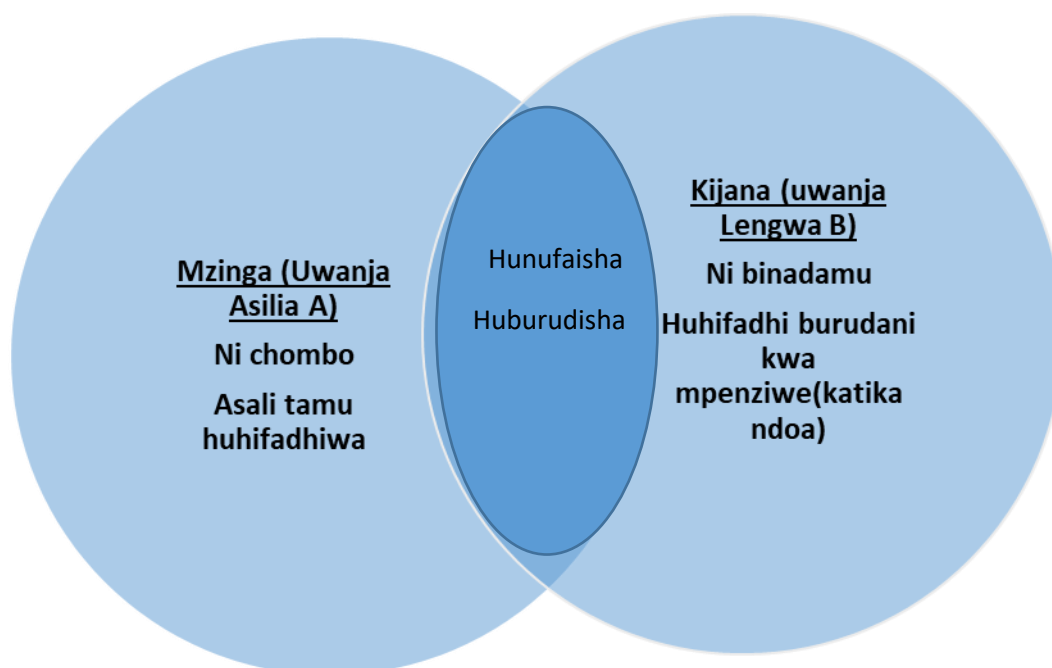 Mzinga (Uwanja
Asilia A)
Ni chombo
Asali tamu
huhifadhiwa
Hunufaisha
Huburudisha
Kijana (uwanja
Lengwa B)
Ni binadamu
Huhifadhi burudani
kwa
mpenziwe(katika
ndoa)